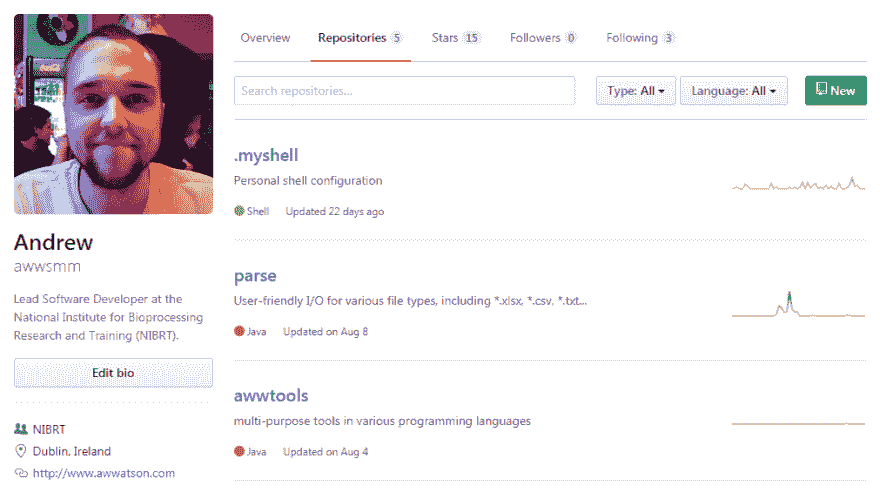 Overview Repositories 5 Stars 15 Followers 0 Following 3
Search repositories... Type: All Language: All New
.myshell
Personal shell configuration
Shell Updated 22 days ago
parse
User-friendly I/O for various file types, including *.xlsx, *.csv, *.txt...
Java Updated on Aug 8
awwtools
multi-purpose tools in various programming languages
Java Updated on Aug 4
Andrew
awwsmm
Lead Software Developer at the
National Institute for Bioprocessing
Research and Training (NIBRT).
Edit bio
NIBRT
Dublin, Ireland
http://www.awwatson.com